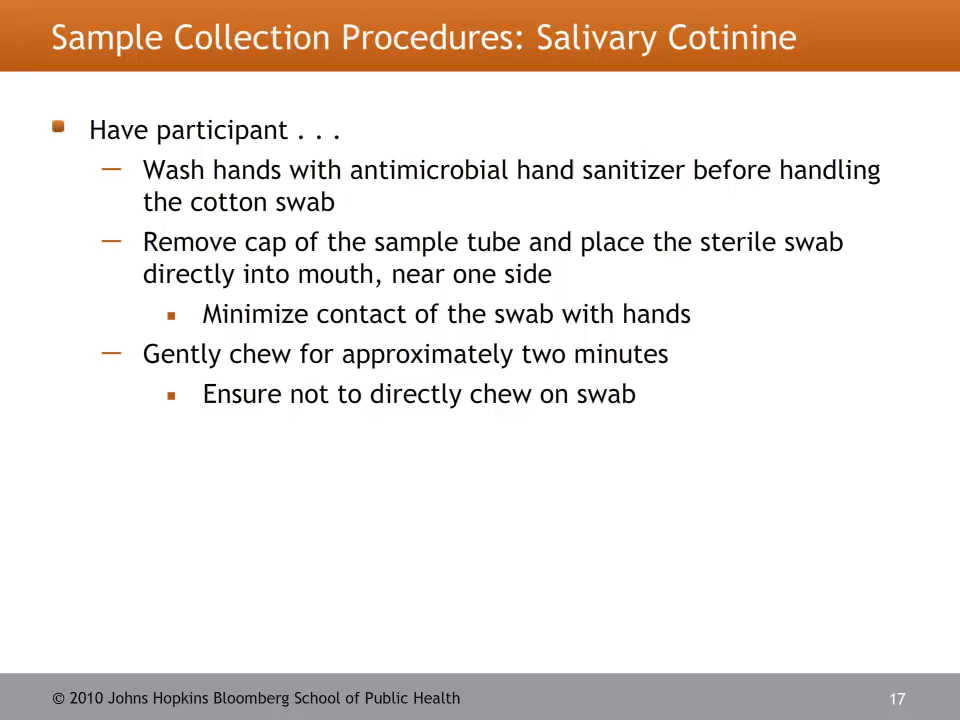 Sample Collection Procedures: Salivary Cotinine
Have participant . . .
— Wash hands with antimicrobial hand sanitizer before handling
the cotton swab
— Remove cap of the sample tube and place the sterile swab
directly into mouth, near one side
Minimize contact of the swab with hands
— Gently chew for approximately two minutes
Ensure not to directly chew on swab
© 2010 Johns Hopkins Bloomberg School of Public Health
17